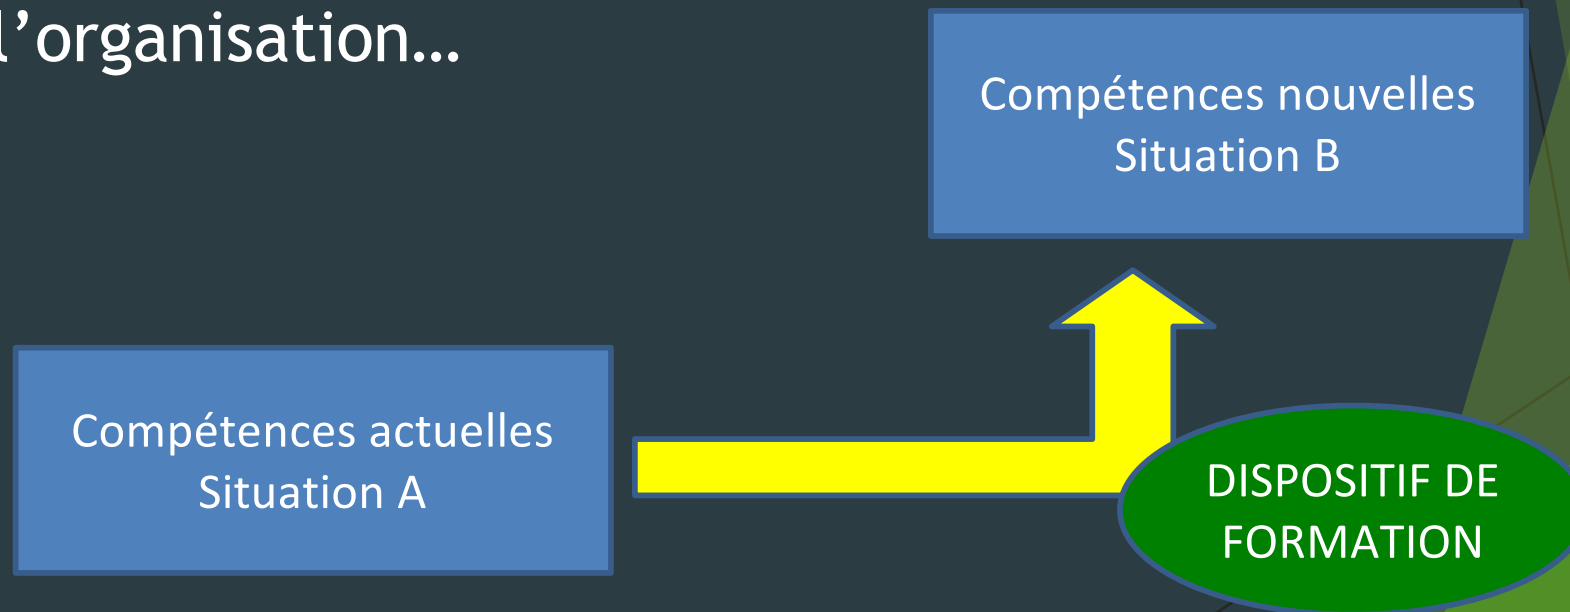 l’organisation…
Compétences nouvelles
Situation B
Compétences actuelles
Situation A
DISPOSITIF DE
FORMATION